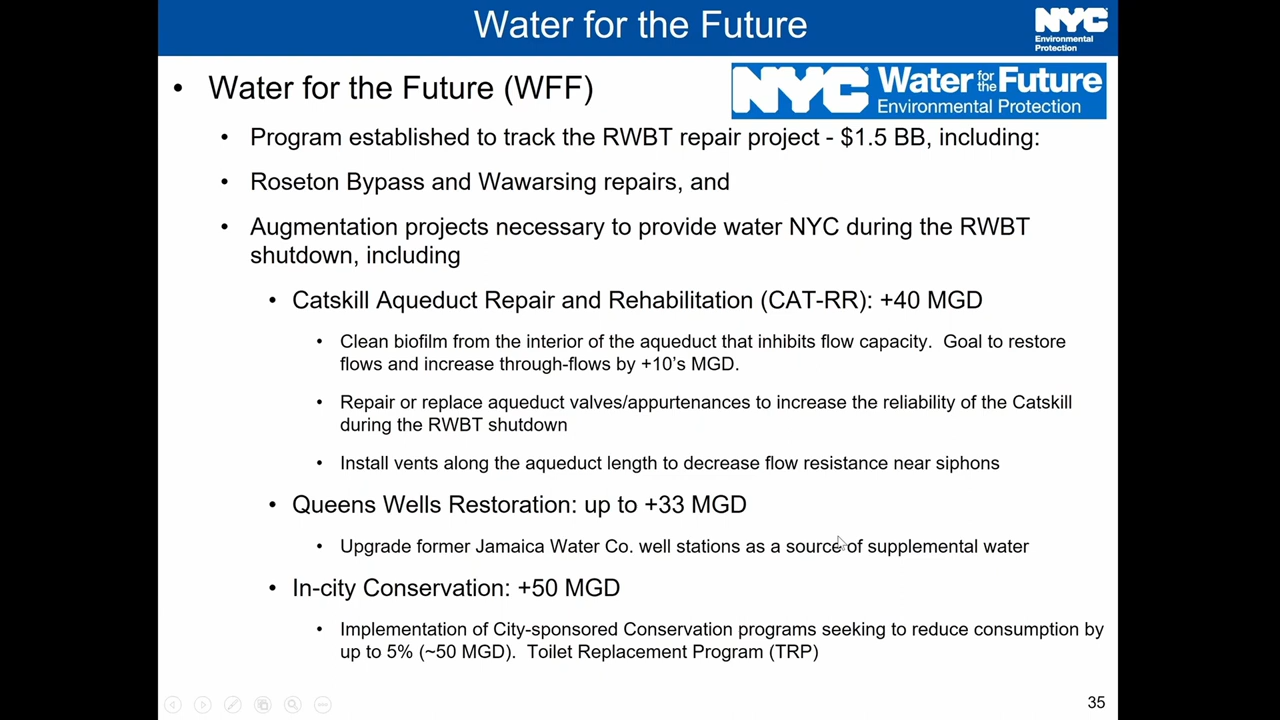 Water for the Future
NYC
Environmental
Protection
• Water for the Future (WFF)
NYC Water for the Future
Environmental Protection
• Program established to track the RWBT repair project - $1.5 BB, including:
• Roseton Bypass and Wawarsing repairs, and
• Augmentation projects necessary to provide water NYC during the RWBT
shutdown, including
• Catskill Aqueduct Repair and Rehabilitation (CAT-RR): +40 MGD
• Clean biofilm from the interior of the aqueduct that inhibits flow capacity.  Goal to restore
flows and increase through-flows by +10's MGD.
• Repair or replace aqueduct valves/appurtenances to increase the reliability of the Catskill
during the RWBT shutdown
• Install vents along the aqueduct length to decrease flow resistance near siphons
• Queens Wells Restoration: up to +33 MGD
• Upgrade former Jamaica Water Co. well stations as a source of supplemental water
• In-city Conservation: +50 MGD
• Implementation of City-sponsored Conservation programs seeking to reduce consumption by
up to 5% (~50 MGD).  Toilet Replacement Program (TRP)
35